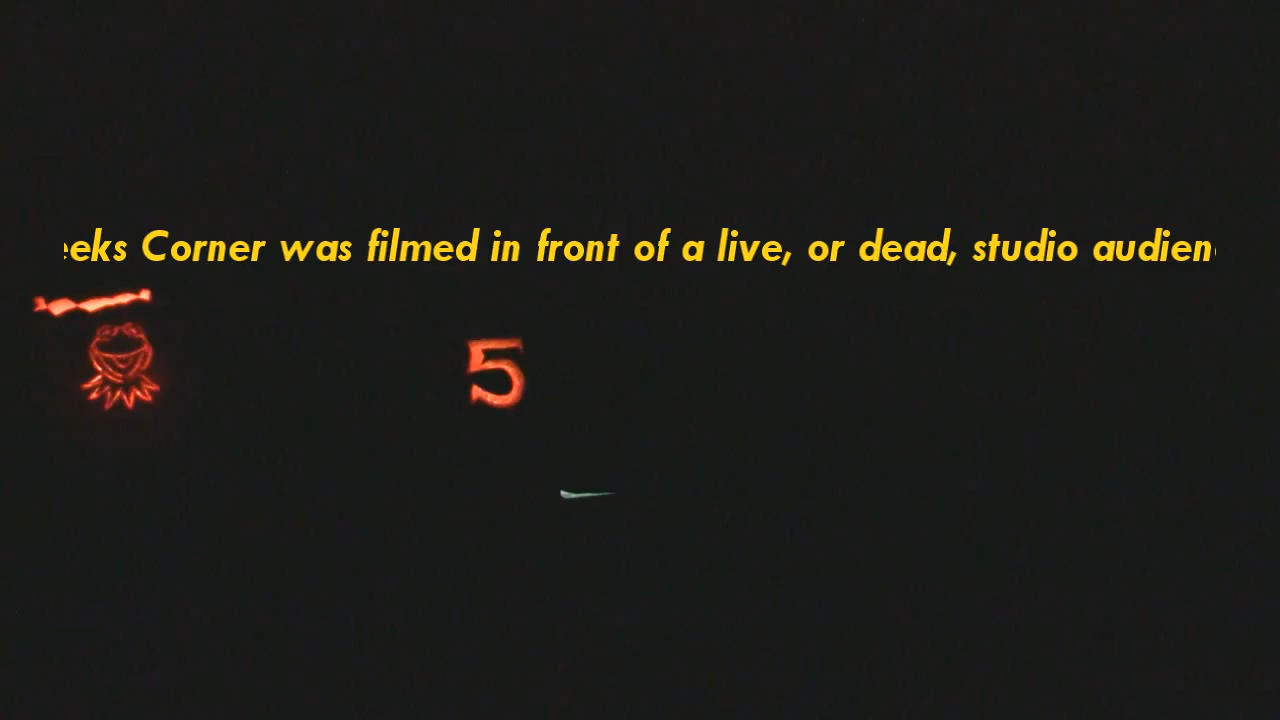 eeks Corner was filmed in front of a live, or dead, studio audien
5